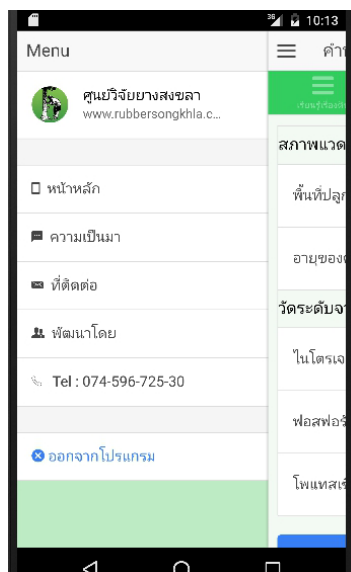 36 10:13
Menu
คำ
ศูนย์วิจัยยางสงขลา
www.rubbersongkhla.c...
สภาพแวด
หน้าหลัก
พื้นที่ปลูก
ความเป็นมา
อายุของ
ที่ติดต่อ
วัดระดับจา
พัฒนาโดย
ไนโตรเจ
Tel : 074-596-725-30
ฟอสฟอรั
ออกจากโปรแกรม
โพแทสเซี